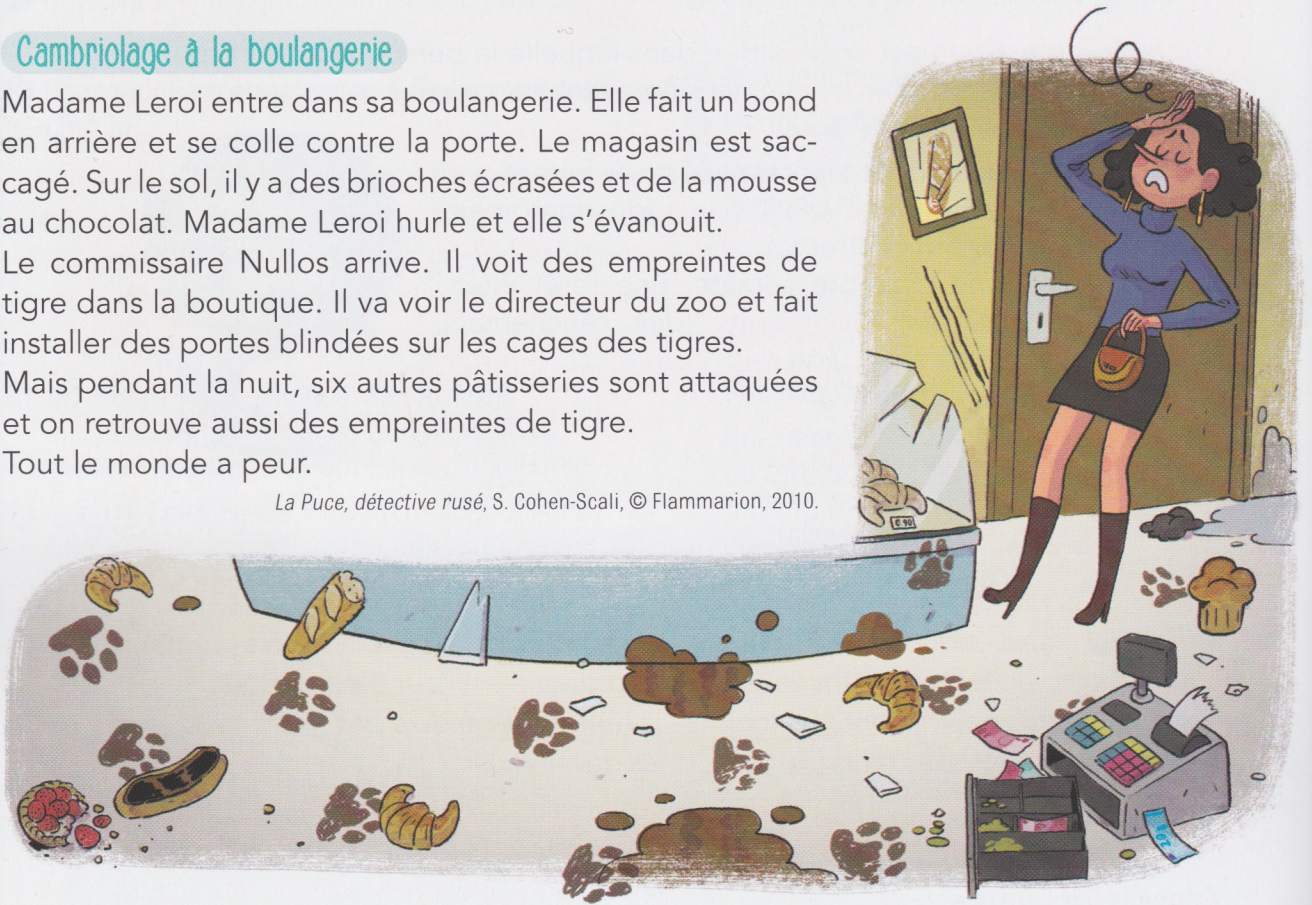 Cambriolage à la boulangerie
Madame Leroi entre dans sa boulangerie. Elle fait un bond
en arrière et se colle contre la porte. Le magasin est sac-
cagé. Sur le sol, il y a des brioches écrasées et de la mousse
au chocolat. Madame Leroi hurle et elle s'évanouit.
Le commissaire Nullos arrive. Il voit des empreintes de
tigre dans la boutique. Il va voir le directeur du zoo et fait
installer des portes blindées sur les cages des tigres.
Mais pendant la nuit, six autres pâtisseries sont attaquées
et on retrouve aussi des empreintes de tigre.
Tout le monde a peur.
La Puce, détective rusé, S. Cohen-Scali, © Flammarion, 2010.
0.90
20